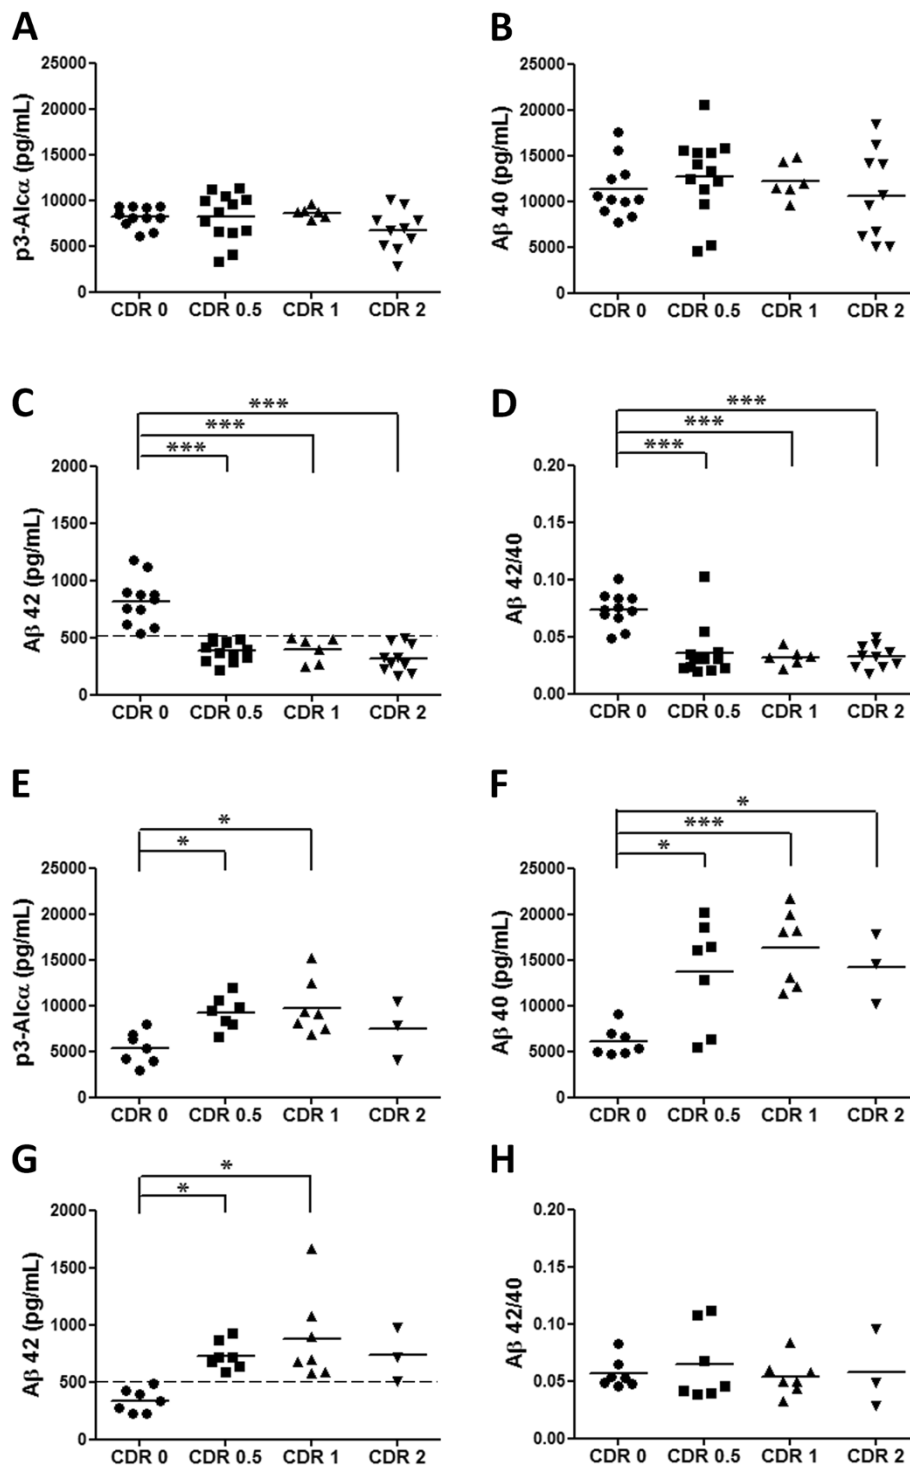 A
B
p3-Alcα (pg/mL)
25000
20000
15000
10000
5000
0
CDR 0 CDR 0.5 CDR 1 CDR 2
Aβ 40 (pg/mL)
25000
20000
15000
10000
5000
0
CDR 0 CDR 0.5 CDR 1 CDR 2
C
D
***
***
***
Aβ 42 (pg/mL)
2000
1500
1000
500
0
CDR 0 CDR 0.5 CDR 1 CDR 2
***
***
***
Aβ 42/40
0.20
0.15
0.10
0.05
0.00
CDR 0 CDR 0.5 CDR 1 CDR 2
E
F
*
*
p3-Alcα (pg/mL)
25000
20000
15000
10000
5000
0
CDR 0 CDR 0.5 CDR 1 CDR 2
*
***
*
Aβ 40 (pg/mL)
25000
20000
15000
10000
5000
0
CDR 0 CDR 0.5 CDR 1 CDR 2
G
H
*
*
Aβ 42 (pg/mL)
2000
1500
1000
500
0
CDR 0 CDR 0.5 CDR 1 CDR 2
Aβ 42/40
0.20
0.15
0.10
0.05
0.00
CDR 0 CDR 0.5 CDR 1 CDR 2